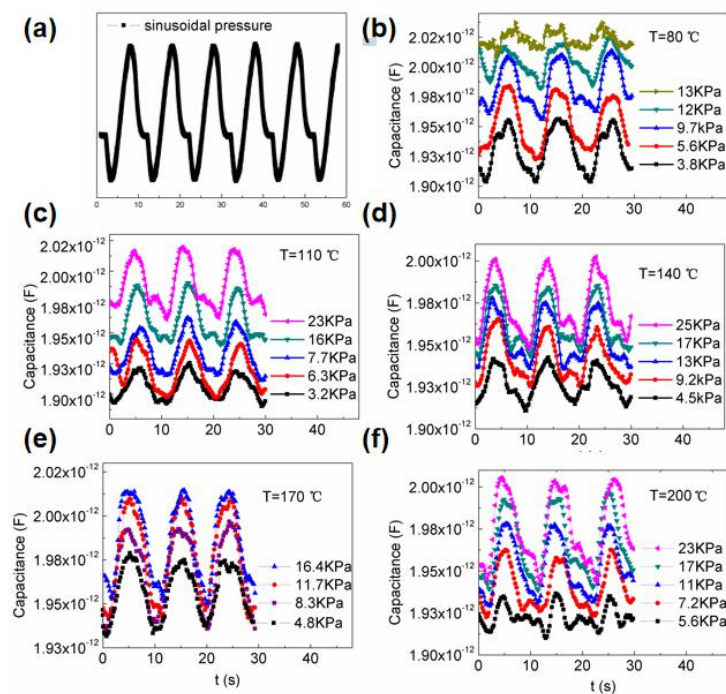 (a)
sinusoidal pressure
0 10 20 30 40 50 60
(b)
T=80 ℃
Capacitance (F)
2.02x10⁻¹²
2.00x10⁻¹²
1.98x10⁻¹²
1.95x10⁻¹²
1.93x10⁻¹²
1.90x10⁻¹²
13KPa
12KPa
9.7kPa
5.6KPa
3.8KPa
0 10 20 30 40
(c)
T=110 ℃
Capacitance (F)
2.02x10⁻¹²
2.00x10⁻¹²
1.98x10⁻¹²
1.95x10⁻¹²
1.93x10⁻¹²
1.90x10⁻¹²
23KPa
16KPa
7.7KPa
6.3KPa
3.2KPa
0 10 20 30 40
(d)
T=140 ℃
Capacitance (F)
2.00x10⁻¹²
1.98x10⁻¹²
1.95x10⁻¹²
1.93x10⁻¹²
1.90x10⁻¹²
25KPa
17KPa
13KPa
9.2kPa
4.5kPa
0 10 20 30 40
(e)
T=170 ℃
Capacitance (F)
2.02x10⁻¹²
2.00x10⁻¹²
1.98x10⁻¹²
1.95x10⁻¹²
1.93x10⁻¹²
16.4KPa
11.7KPa
8.3KPa
4.8KPa
0 10 20 30 40
t (s)
(f)
T=200 ℃
Capacitance (F)
2.00x10⁻¹²
1.98x10⁻¹²
1.95x10⁻¹²
1.93x10⁻¹²
1.90x10⁻¹²
23KPa
17KPa
11KPa
7.2KPa
5.6KPa
0 10 20 30 40
t (s)